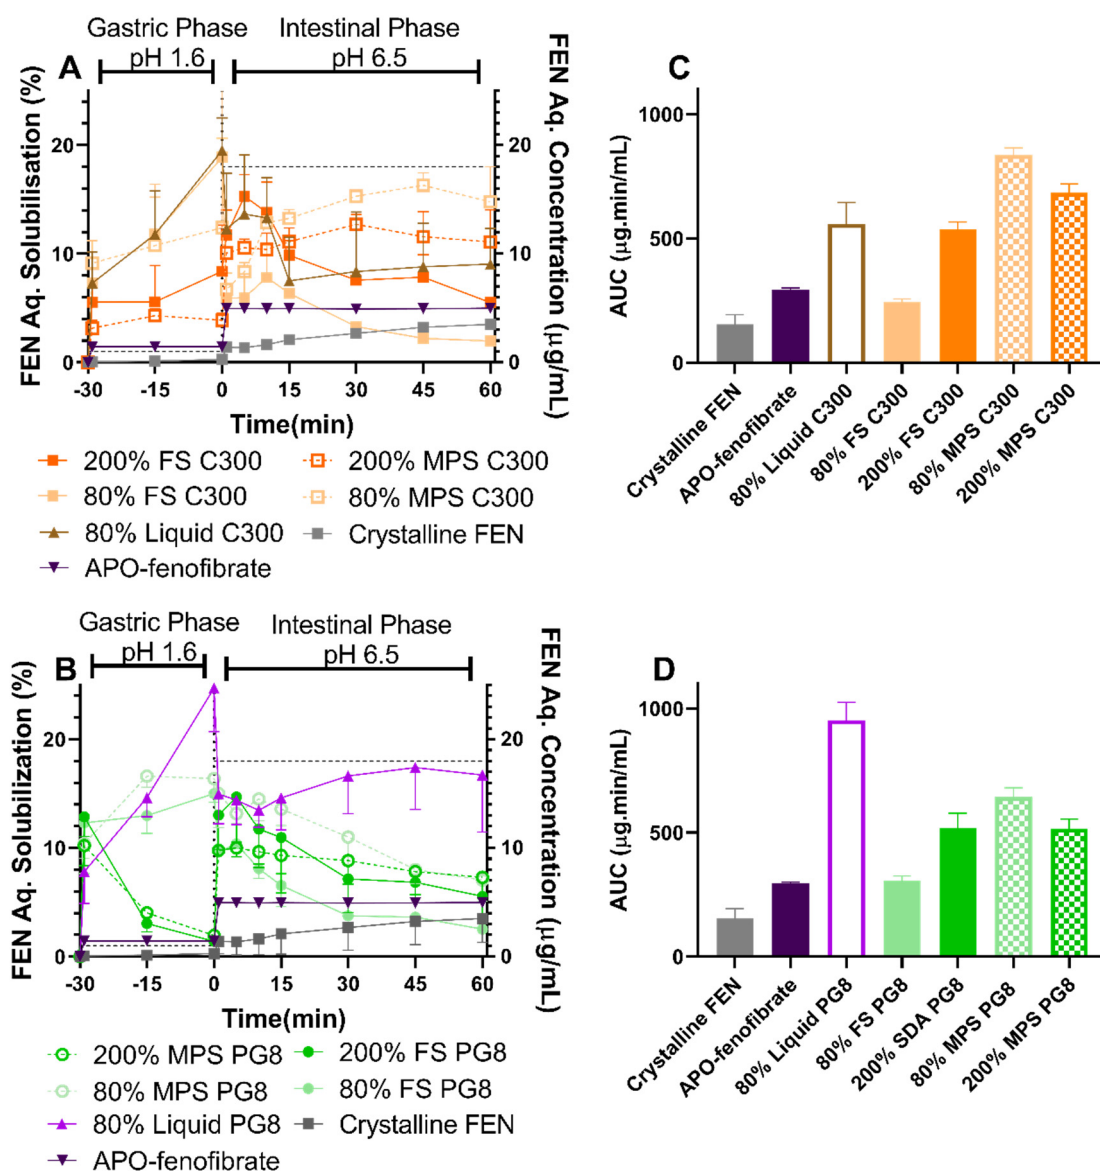 Gastric Phase Intestinal Phase
pH 1.6 pH 6.5
A
FEN Aq. Solubilisation (%)
FEN Aq. Concentration (µg/mL)
20 20
10 10
0 0
-30 -15 0 15 30 45 60
Time(min)
200% FS C300 200% MPS C300
80% FS C300 80% MPS C300
80% Liquid C300 Crystalline FEN
APO-fenofibrate
C
AUC (µg.min/mL)
1000
500
0
Crystalline FEN
APO-fenofibrate
80% Liquid C300
80% FS C300
200% FS C300
80% MPS C300
200% MPS C300
Gastric Phase Intestinal Phase
pH 1.6 pH 6.5
B
FEN Aq. Solubilization (%)
FEN Aq. Concentration (µg/mL)
20 20
10 10
0 0
-30 -15 0 15 30 45 60
Time(min)
200% MPS PG8 200% FS PG8
80% MPS PG8 80% FS PG8
80% Liquid PG8 Crystalline FEN
APO-fenofibrate
D
AUC (µg.min/mL)
1000
500
0
Crystalline FEN
APO-fenofibrate
80% Liquid PG8
80% FS PG8
200% SDA PG8
80% MPS PG8
200% MPS PG8